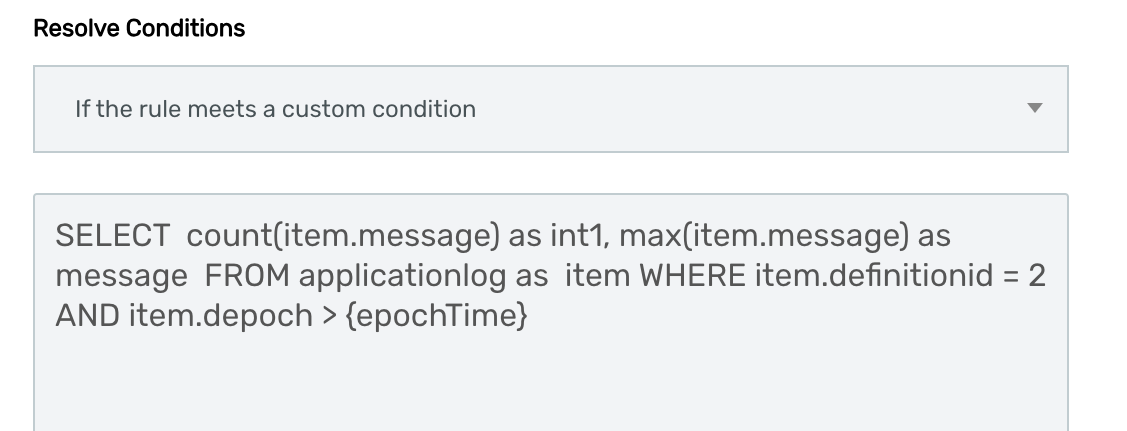 Resolve Conditions
If the rule meets a custom condition
SELECT  count(item.message) as int1, max(item.message) as
message  FROM applicationlog as  item WHERE item.definitionid = 2
AND item.depoch > {epochTime}